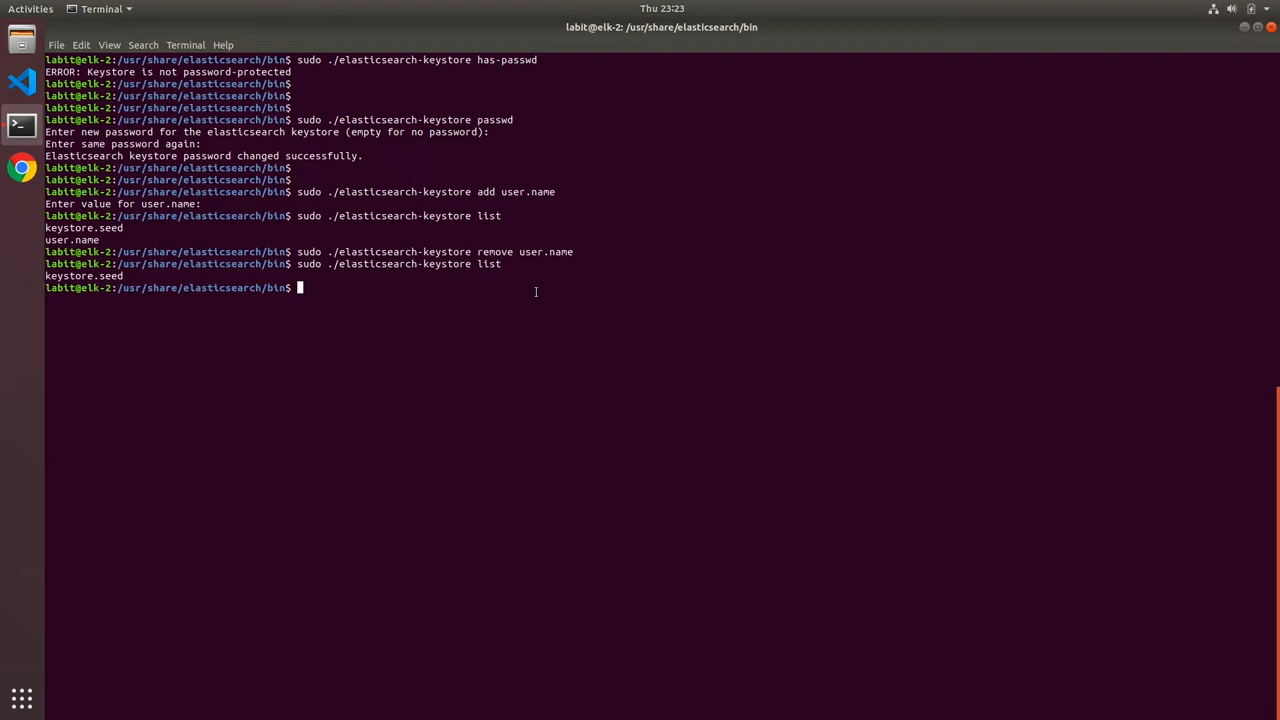 Activities
Terminal
Thu 23:23
labit@elk-2: /usr/share/elasticsearch/bin
File Edit View Search Terminal Help
labit@elk-2:/usr/share/elasticsearch/bin$ sudo ./elasticsearch-keystore has-passwd
ERROR: Keystore is not password-protected
labit@elk-2:/usr/share/elasticsearch/bin$
labit@elk-2:/usr/share/elasticsearch/bin$
labit@elk-2:/usr/share/elasticsearch/bin$
labit@elk-2:/usr/share/elasticsearch/bin$ sudo ./elasticsearch-keystore passwd
Enter new password for the elasticsearch keystore (empty for no password):
Enter same password again:
Elasticsearch keystore password changed successfully.
labit@elk-2:/usr/share/elasticsearch/bin$
labit@elk-2:/usr/share/elasticsearch/bin$
labit@elk-2:/usr/share/elasticsearch/bin$ sudo ./elasticsearch-keystore add user.name
Enter value for user.name:
labit@elk-2:/usr/share/elasticsearch/bin$ sudo ./elasticsearch-keystore list
keystore.seed
user.name
labit@elk-2:/usr/share/elasticsearch/bin$ sudo ./elasticsearch-keystore remove user.name
labit@elk-2:/usr/share/elasticsearch/bin$ sudo ./elasticsearch-keystore list
keystore.seed
labit@elk-2:/usr/share/elasticsearch/bin$